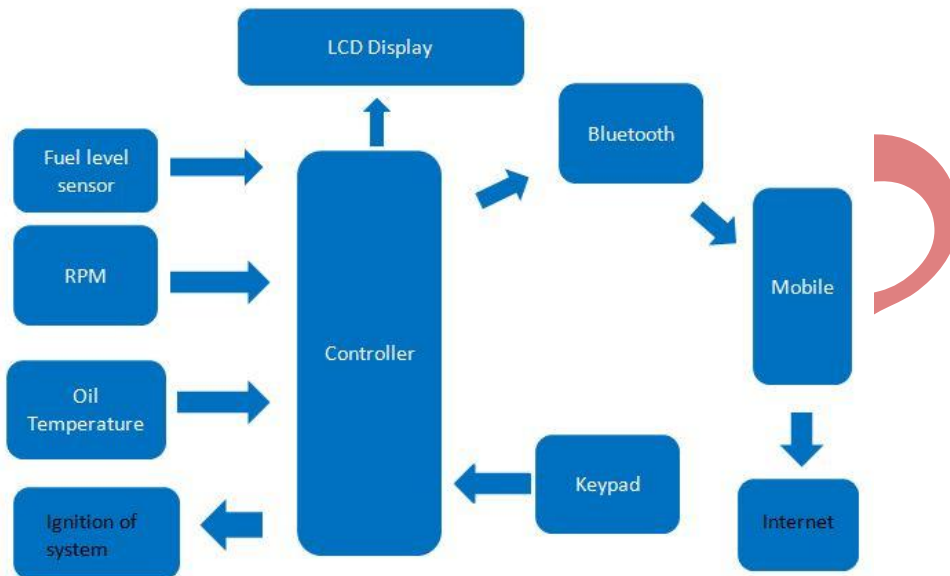 LCD Display
Bluetooth
Fuel level
sensor
RPM
Mobile
Controller
Oil
Temperature
Keypad
Ignition of
system
Internet